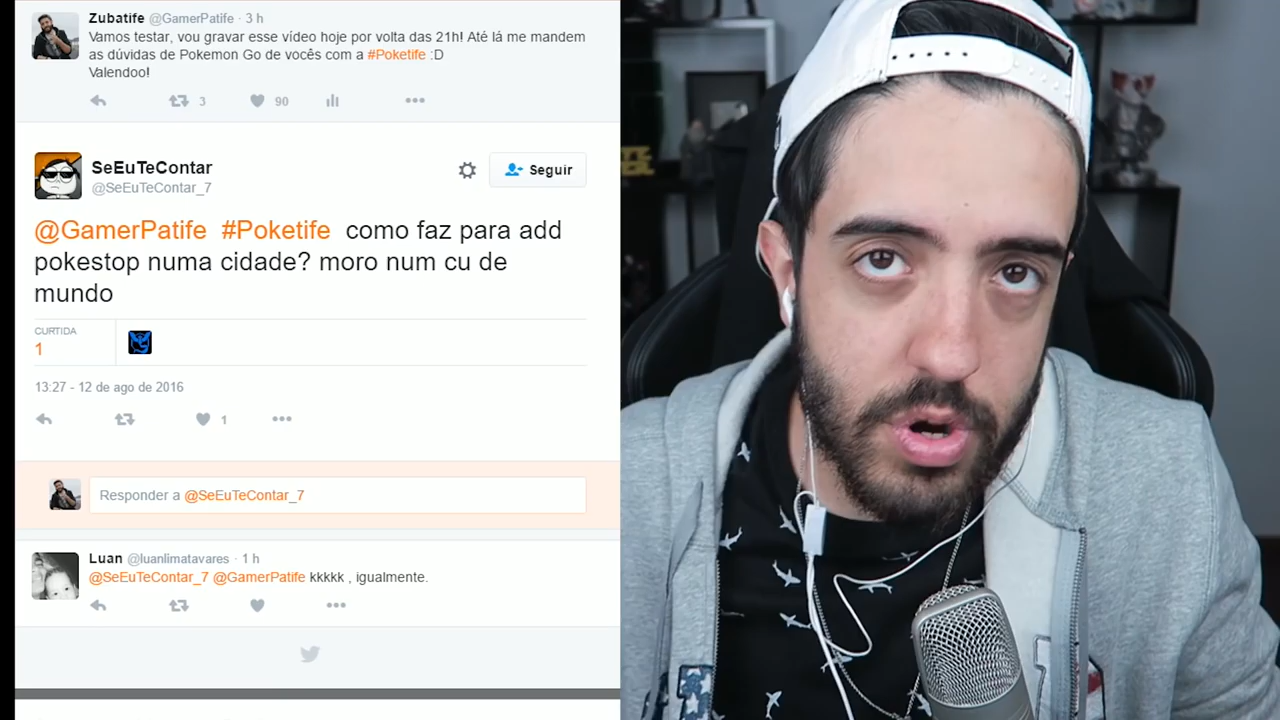 Zubatife @GamerPatife · 3 h
Vamos testar, vou gravar esse vídeo hoje por volta das 21h! Até lá me mandem
as dúvidas de Pokemon Go de vocês com a #Poketife :D
Valendoo!
3 90
SeEuTeContar
@SeEuTeContar_7
Seguir
@GamerPatife #Poketife como faz para add
pokestop numa cidade? moro num cu de
mundo
CURTIDA
1
13:27 - 12 de ago de 2016
1
Responder a @SeEuTeContar_7
Luan @luanlimatavares · 1 h
@SeEuTeContar_7 @GamerPatife kkkkk , igualmente.